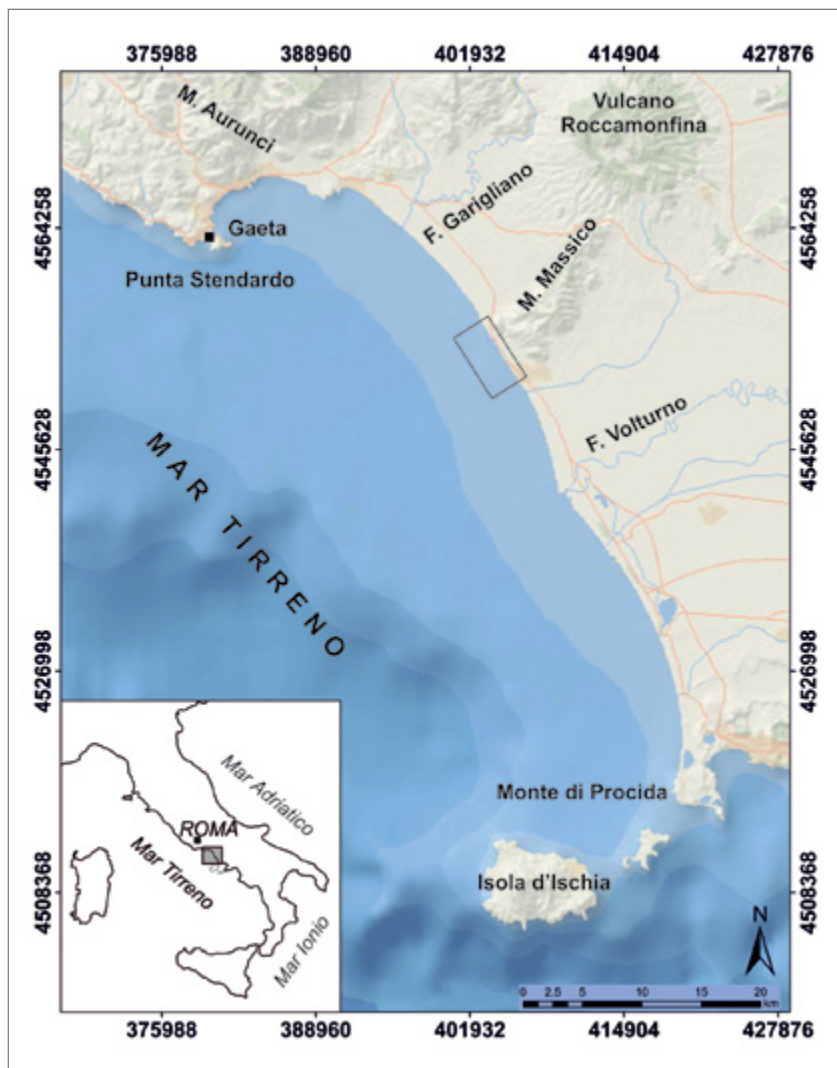 375988 388960 401932 414904 427876
M. Aurunci
Vulcano
Roccamonfina
4564258
4564258
F. Garigliano
Gaeta
Punta Stendardo
M. Massico
F. Volturno
4545628
4545628
MAR TIRRENO
4526998
4526998
Mar Adriatico
ROMA
Mar Tirreno
Mar Ionio
Monte di Procida
Isola d'Ischia
4508368
4508368
N
0 2.5 5 10 15 20
km
375988 388960 401932 414904 427876